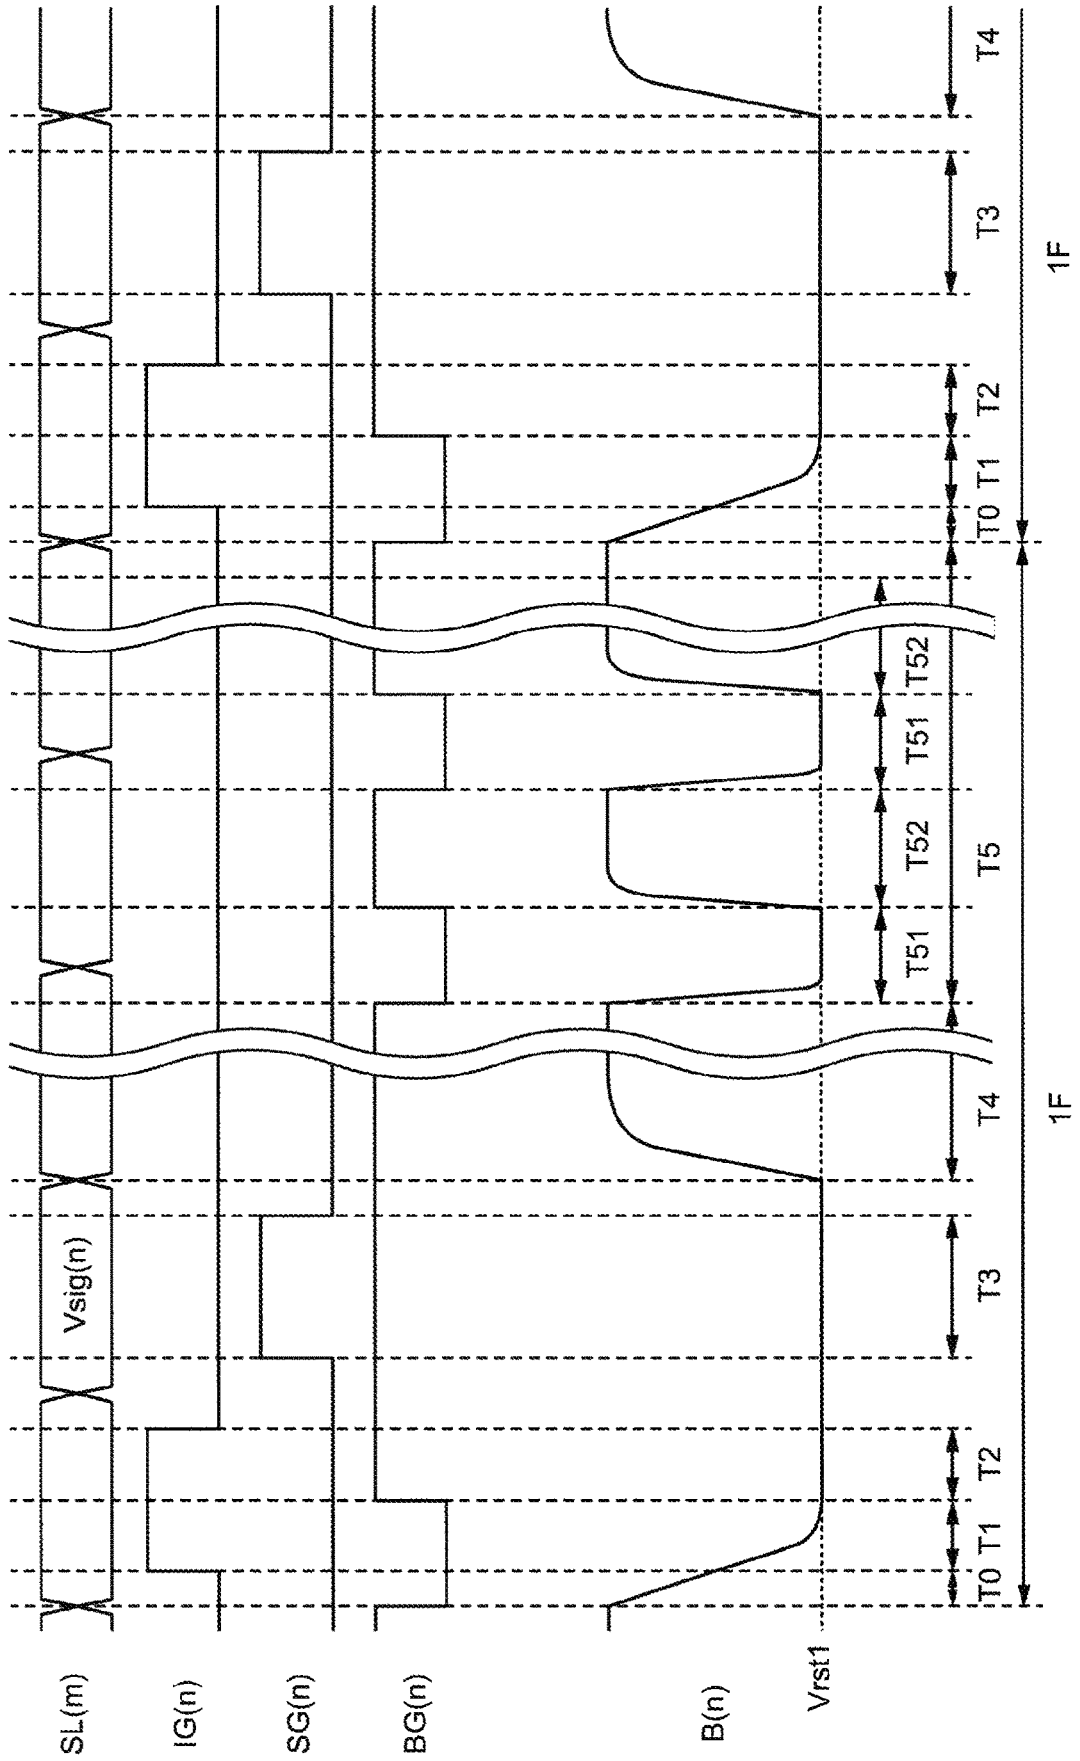 SL(m)
Vsig(n)
IG(n)
SG(n)
BG(n)
B(n)
Vrst1
T51 T52 T51 T52
T0 T1 T2 T3 T4 T5 T0 T1 T2 T3 T4
1F 1F